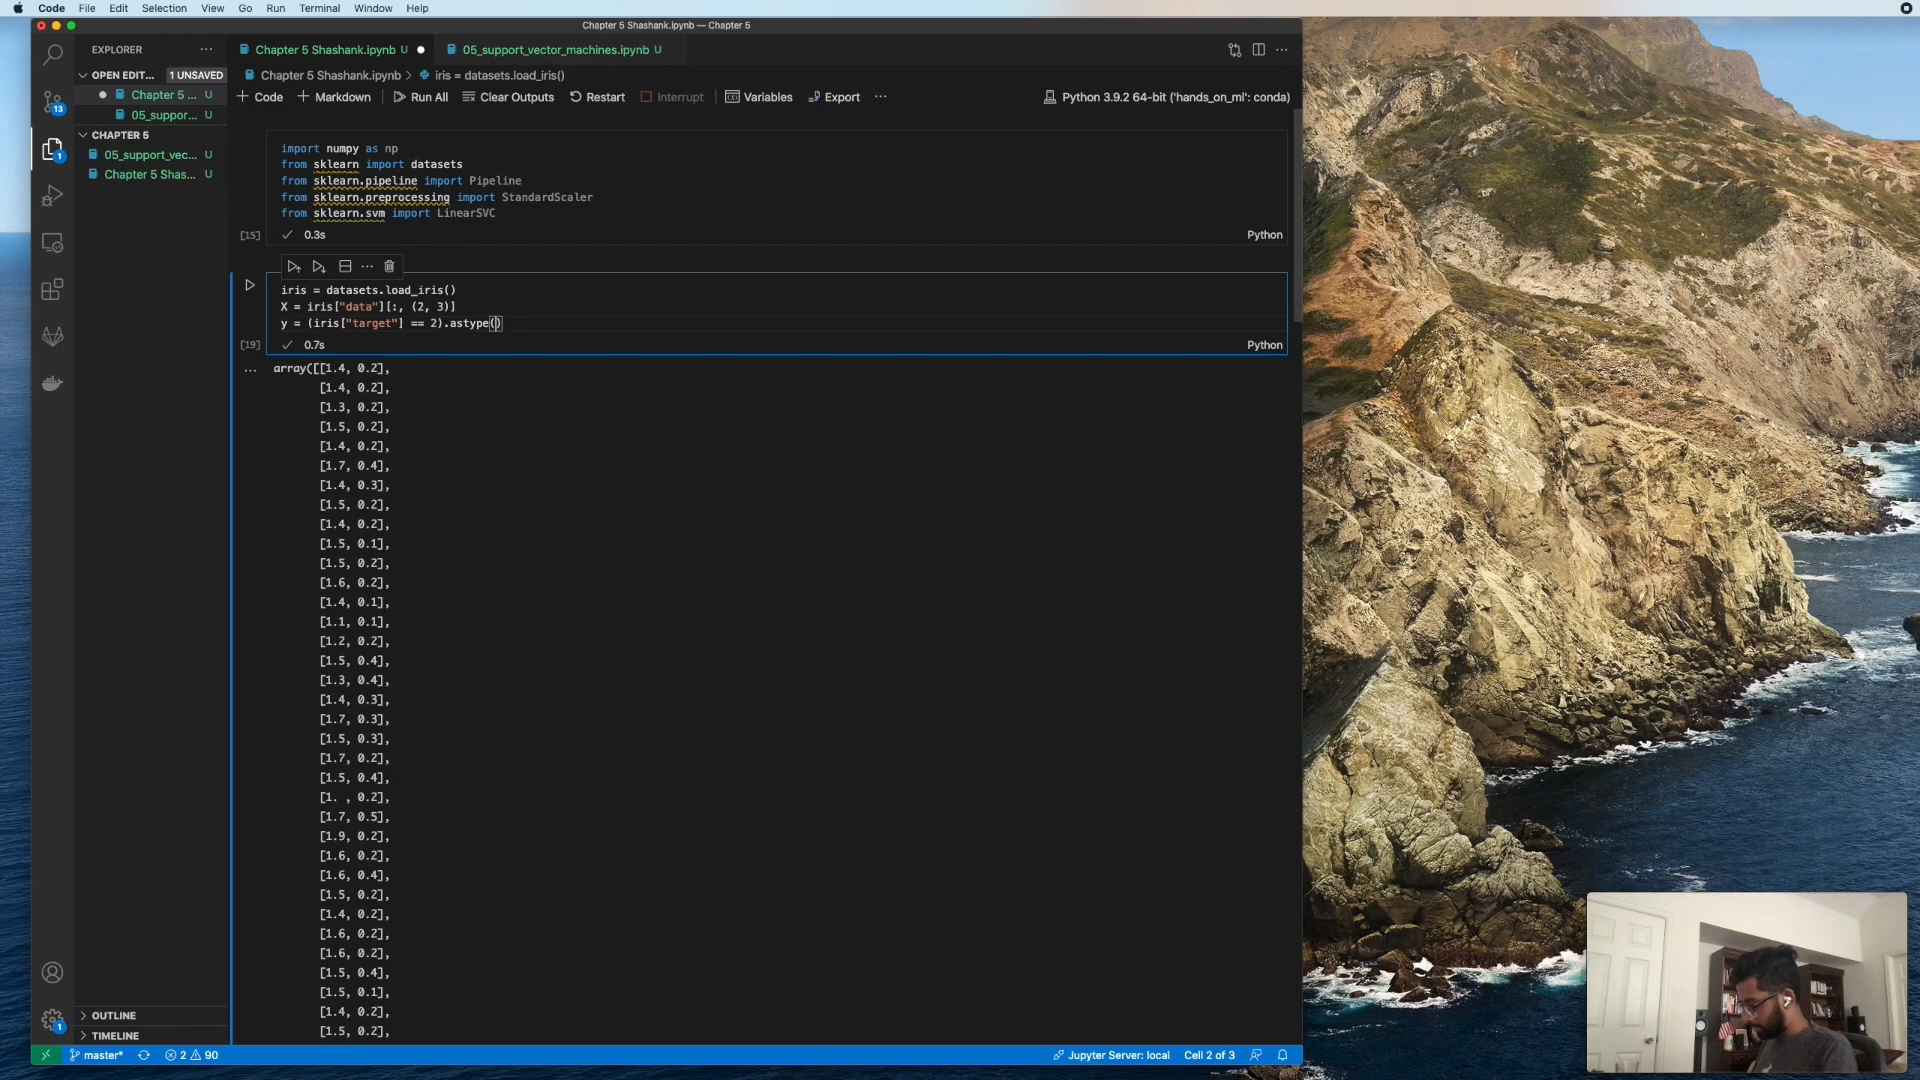 Code File Edit Selection View Go Run Terminal Window Help
Chapter 5 Shashank.ipynb — Chapter 5
EXPLORER
Chapter 5 Shashank.ipynb U
05_support_vector_machines.ipynb U
OPEN EDIT... 1 UNSAVED
Chapter 5 Shashank.ipynb > iris = datasets.load_iris()
Chapter 5 ... U
05_suppor... U
+ Code + Markdown Run All Clear Outputs Restart Interrupt Variables Export ...
Python 3.9.2 64-bit ('hands_on_ml': conda)
13
CHAPTER 5
05_support_vec... U
Chapter 5 Shas... U
1
import numpy as np
from sklearn import datasets
from sklearn.pipeline import Pipeline
from sklearn.preprocessing import StandardScaler
from sklearn.svm import LinearSVC
[15] 0.3s Python
iris = datasets.load_iris()
X = iris["data"][:, (2, 3)]
y = (iris["target"] == 2).astype()
[19] 0.7s Python
... array([[1.4, 0.2],
[1.4, 0.2],
[1.3, 0.2],
[1.5, 0.2],
[1.4, 0.2],
[1.7, 0.4],
[1.4, 0.3],
[1.5, 0.2],
[1.4, 0.2],
[1.5, 0.1],
[1.5, 0.2],
[1.6, 0.2],
[1.4, 0.1],
[1.1, 0.1],
[1.2, 0.2],
[1.5, 0.4],
[1.3, 0.4],
[1.4, 0.3],
[1.7, 0.3],
[1.5, 0.3],
[1.7, 0.2],
[1.5, 0.4],
[1. , 0.2],
[1.7, 0.5],
[1.9, 0.2],
[1.6, 0.2],
[1.6, 0.4],
[1.5, 0.2],
[1.4, 0.2],
[1.6, 0.2],
[1.6, 0.2],
[1.5, 0.4],
[1.5, 0.1],
[1.4, 0.2],
[1.5, 0.2],
OUTLINE
1
TIMELINE
master* 2 90
Jupyter Server: local Cell 2 of 3